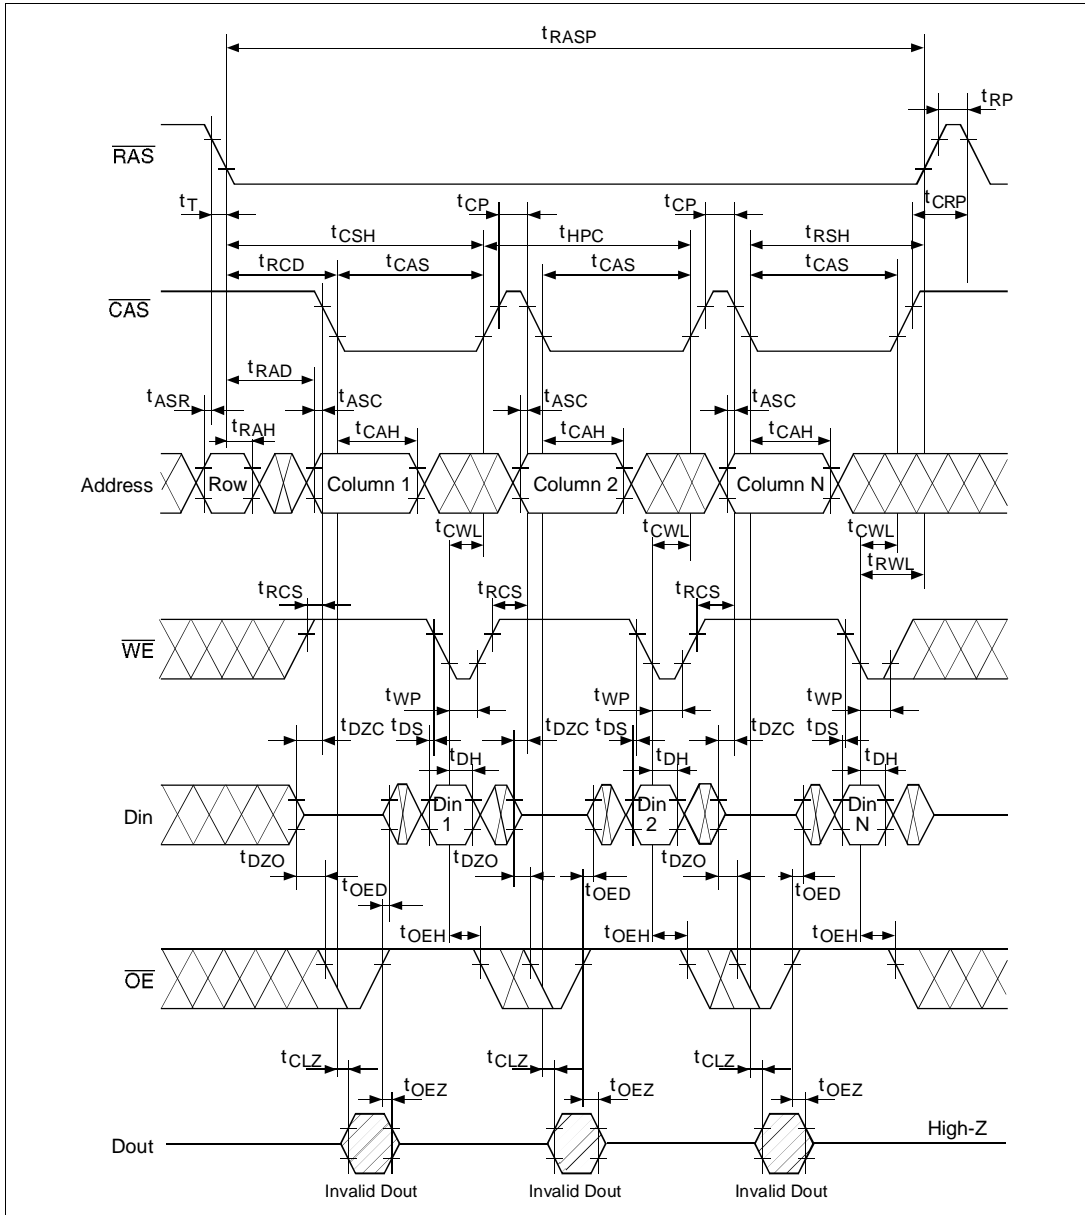 tRASP
tRP
RAS
tT
tCP
tCP
tCRP
tCSH
tHPC
tRSH
tRCD
tCAS
tCAS
tCAS
CAS
tRAD
tASR
tASC
tASC
tASC
tRAH
tCAH
tCAH
tCAH
Address
Row
Column 1
Column 2
Column N
tCWL
tCWL
tCWL
tRWL
tRCS
tRCS
tRCS
WE
tWP
tWP
tWP
tDZC
tDS
tDZC
tDS
tDZC
tDS
tDH
tDH
tDH
Din
Din
1
Din
2
Din
N
tDZO
tDZO
tDZO
tOED
tOED
tOED
tOEH
tOEH
tOEH
OE
tCLZ
tCLZ
tCLZ
tOEZ
tOEZ
tOEZ
Dout
High-Z
Invalid Dout
Invalid Dout
Invalid Dout